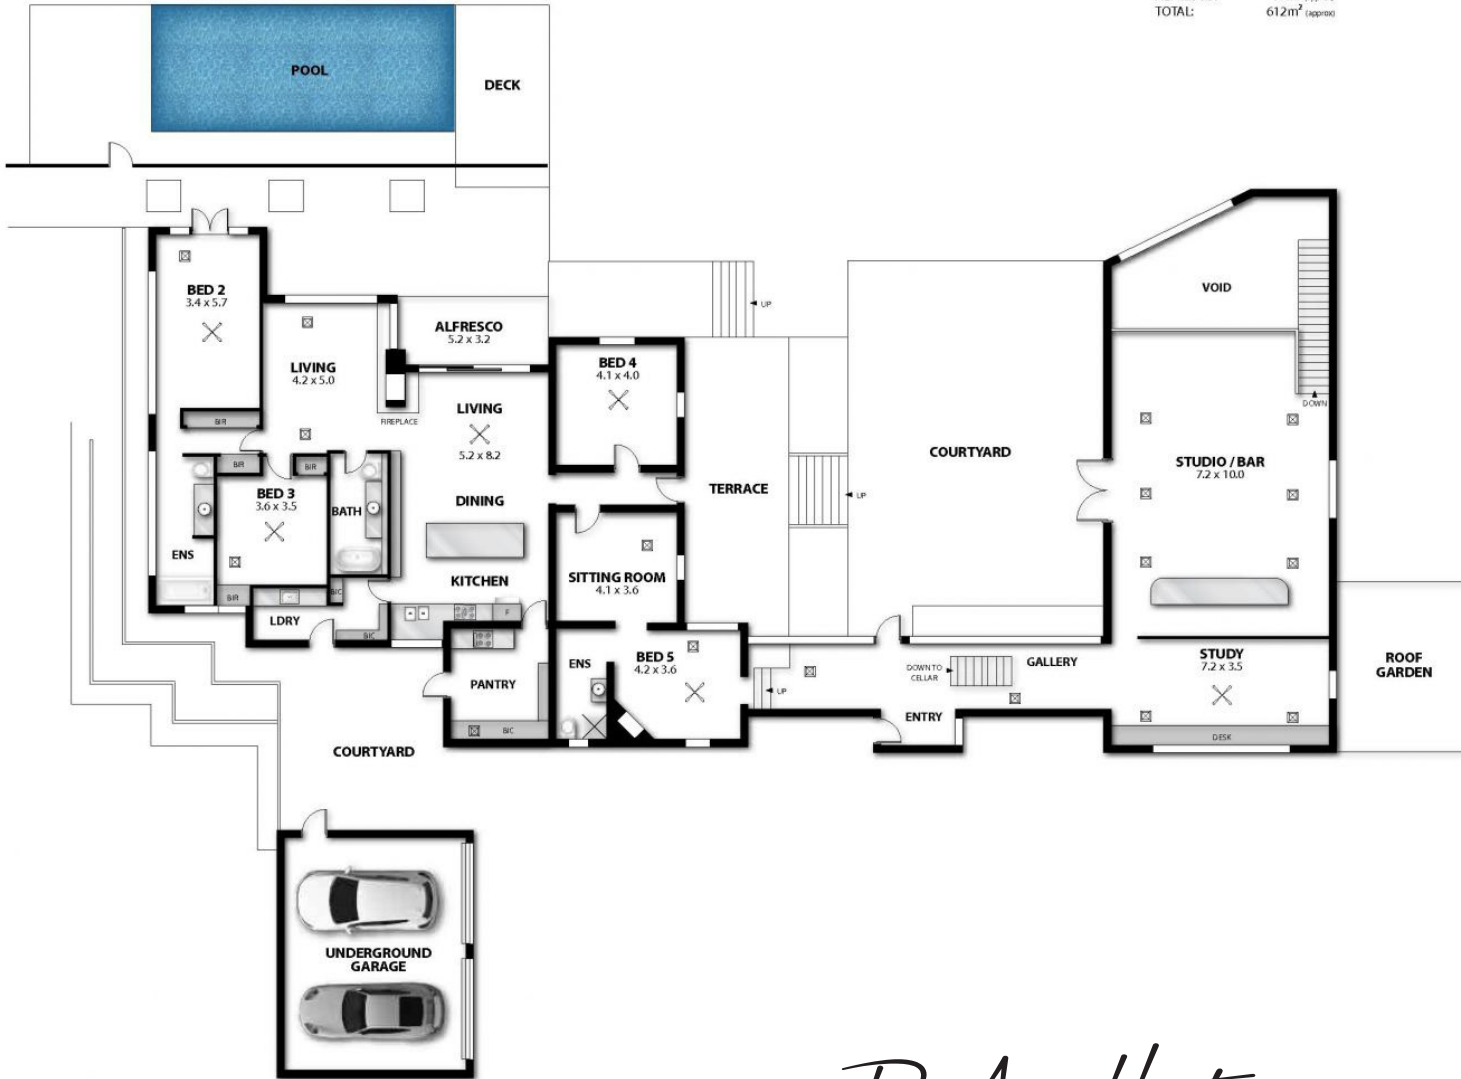 TOTAL: 612m² (approx)
POOL
DECK
BED 2
3.4 x 5.7
VOID
UP
ALFRESCO
5.2 x 3.2
LIVING
4.2 x 5.0
BED 4
4.1 x 4.0
DOWN
LIVING
5.2 x 8.2
FIREPLACE
BIR
COURTYARD
STUDIO / BAR
7.2 x 10.0
BIR
BIR
BED 3
3.6 x 3.5
DINING
TERRACE
UP
BATH
ENS
KITCHEN
SITTING ROOM
4.1 x 3.6
BIR
BIC
F
LDRY
BIC
PANTRY
ENS
BED 5
4.2 x 3.6
DOWN TO
CELLAR
GALLERY
STUDY
7.2 x 3.5
ROOF
GARDEN
UP
ENTRY
BIC
DESK
COURTYARD
UNDERGROUND
GARAGE